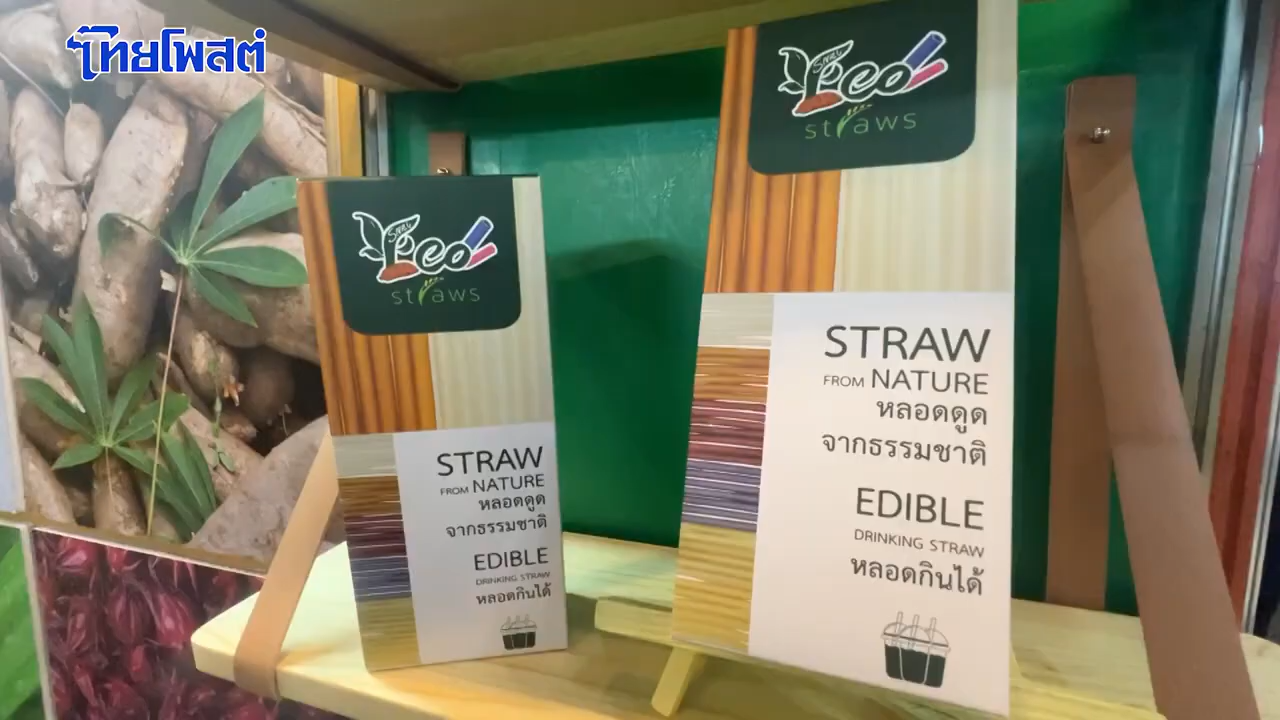 ไทยโพสต์
Eco
straws
STRAW
FROM NATURE
หลอดดูด
จากธรรมชาติ
EDIBLE
DRINKING STRAW
หลอดกินได้
Eco
straws
STRAW
FROM NATURE
หลอดดูด
จากธรรมชาติ
EDIBLE
DRINKING STRAW
หลอดกินได้